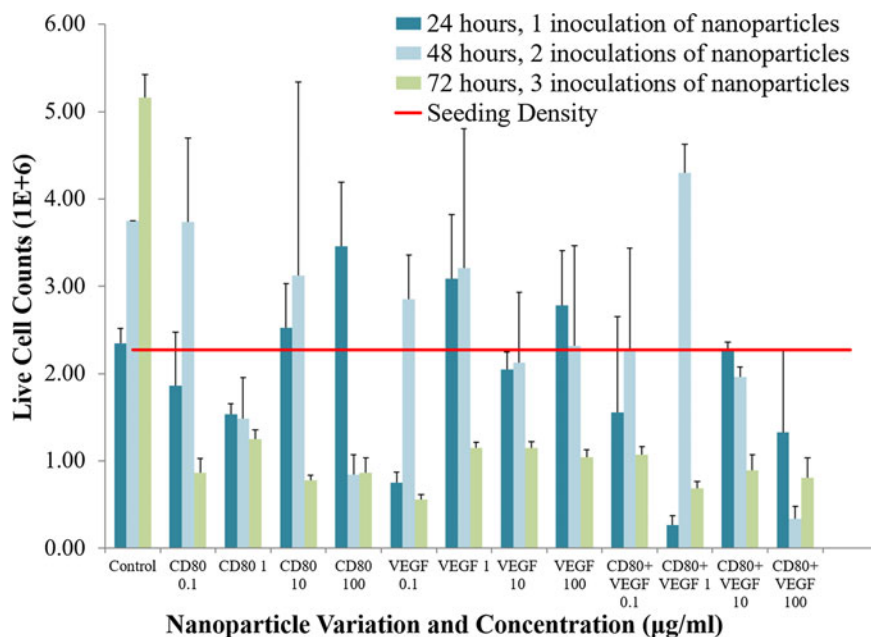 6.00
5.00
4.00
3.00
2.00
1.00
0.00
Live Cell Counts (1E+6)
24 hours, 1 inoculation of nanoparticles
48 hours, 2 inoculations of nanoparticles
72 hours, 3 inoculations of nanoparticles
Seeding Density
Control
CD80
0.1
CD80 1
CD80
10
CD80
100
VEGF
0.1
VEGF 1
VEGF
10
VEGF
100
CD80+
VEGF
0.1
CD80+
VEGF 1
CD80+
VEGF
10
CD80+
VEGF
100
Nanoparticle Variation and Concentration (µg/ml)